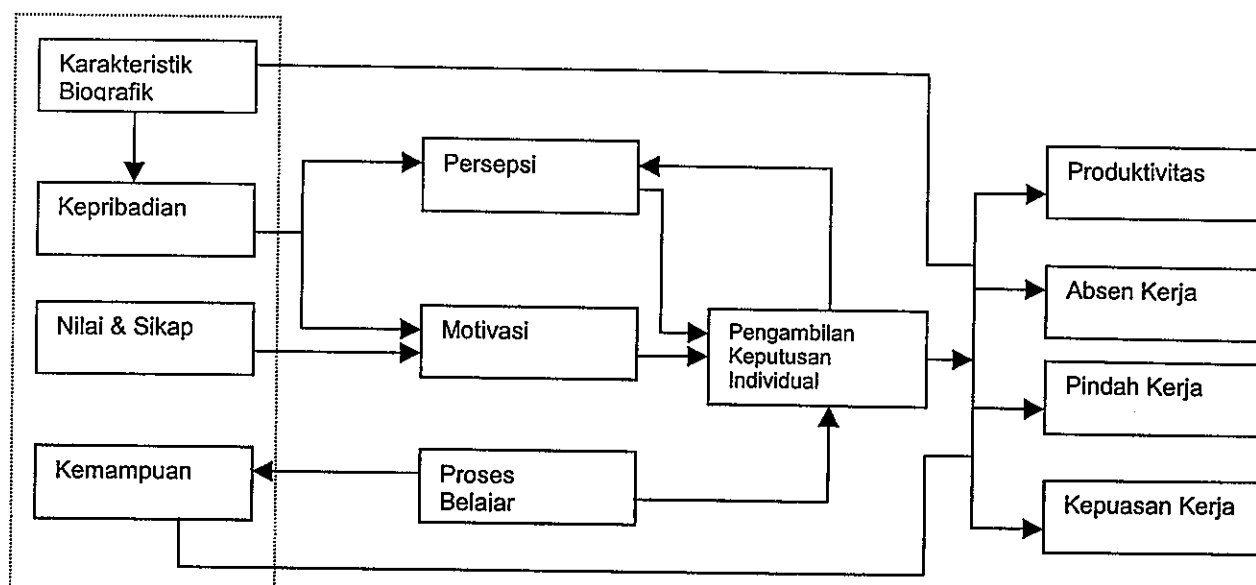 Karakteristik
Biografik
Kepribadian
Nilai & Sikap
Kemampuan
Persepsi
Motivasi
Proses
Belajar
Pengambilan
Keputusan
Individual
Produktivitas
Absen Kerja
Pindah Kerja
Kepuasan Kerja